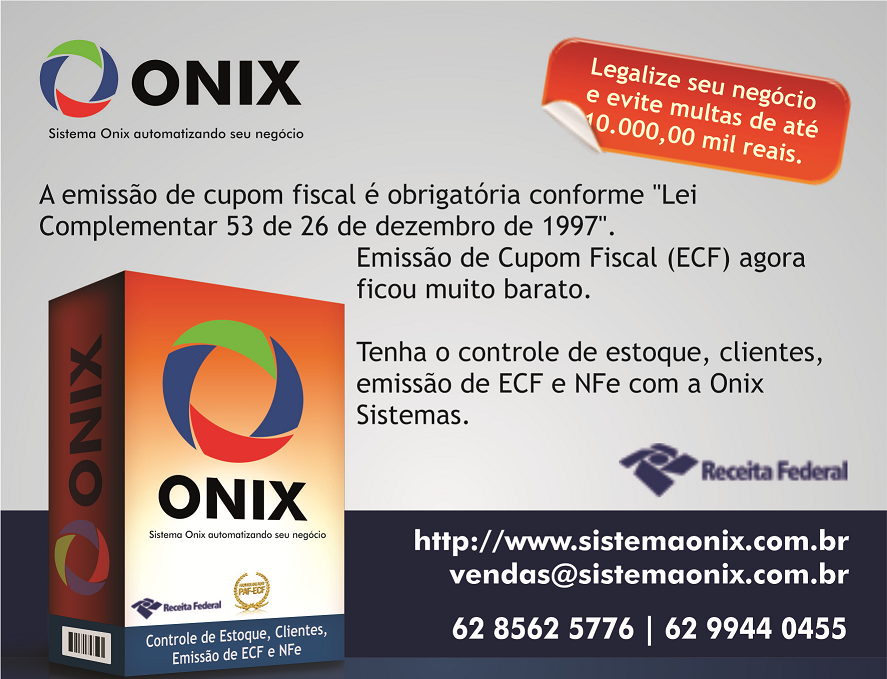 ONIX
Sistema Onix automatizando seu negócio
Legalize seu negócio
e evite multas de até
10.000,00 mil reais.
A emissão de cupom fiscal é obrigatória conforme "Lei
Complementar 53 de 26 de dezembro de 1997".
Emissão de Cupom Fiscal (ECF) agora
ficou muito barato.
Tenha o controle de estoque, clientes,
emissão de ECF e NFe com a Onix
Sistemas.
Receita Federal
ONIX
ONIX
Sistema Onix automatizando seu negócio
Receita Federal
PAF-ECF
Controle de Estoque, Clientes,
Emissão de ECF e NFe
http://www.sistemaonix.com.br
vendas@sistemaonix.com.br
62 8562 5776 | 62 9944 0455